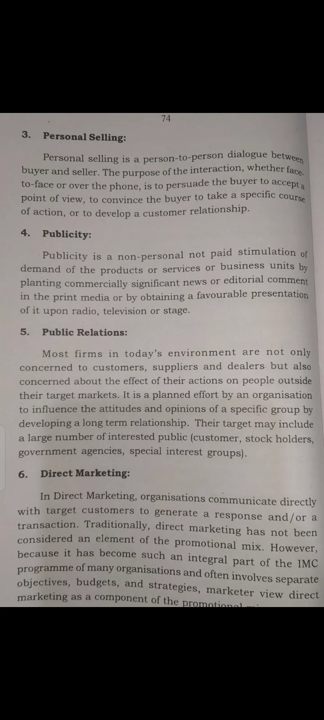 74
3. Personal Selling:
Personal selling is a person-to-person dialogue between
buyer and seller. The purpose of the interaction, whether face-
to-face or over the phone, is to persuade the buyer to accept a
point of view, to convince the buyer to take a specific course
of action, or to develop a customer relationship.
4. Publicity:
Publicity is a non-personal not paid stimulation of
demand of the products or services or business units by
planting commercially significant news or editorial comment
in the print media or by obtaining a favourable presentation
of it upon radio, television or stage.
5. Public Relations:
Most firms in today's environment are not only
concerned to customers, suppliers and dealers but also
concerned about the effect of their actions on people outside
their target markets. It is a planned effort by an organisation
to influence the attitudes and opinions of a specific group by
developing a long term relationship. Their target may include
a large number of interested public (customer, stock holders,
government agencies, special interest groups).
6. Direct Marketing:
In Direct Marketing, organisations communicate directly
with target customers to generate a response and/or a
transaction. Traditionally, direct marketing has not been
considered an element of the promotional mix. However,
because it has become such an integral part of the IMC
programme of many organisations and often involves separate
objectives, budgets, and strategies, marketer view direct
marketing as a component of the promotional